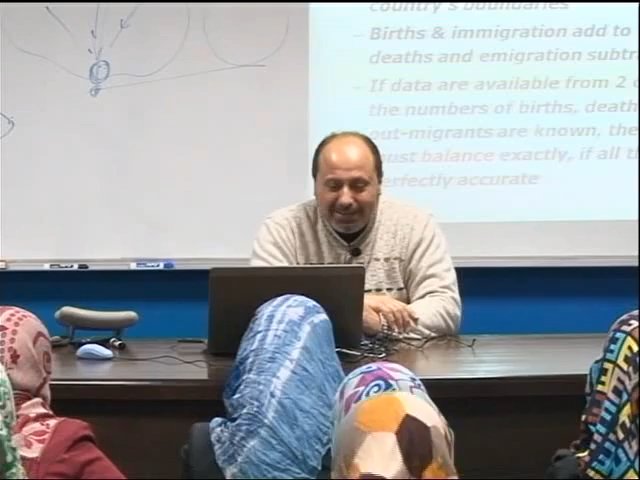 country's boundaries
– Births & immigration add to
deaths and emigration subtr
– If data are available from 2
the numbers of births, death
out-migrants are known, the
must balance exactly, if all th
perfectly accurate